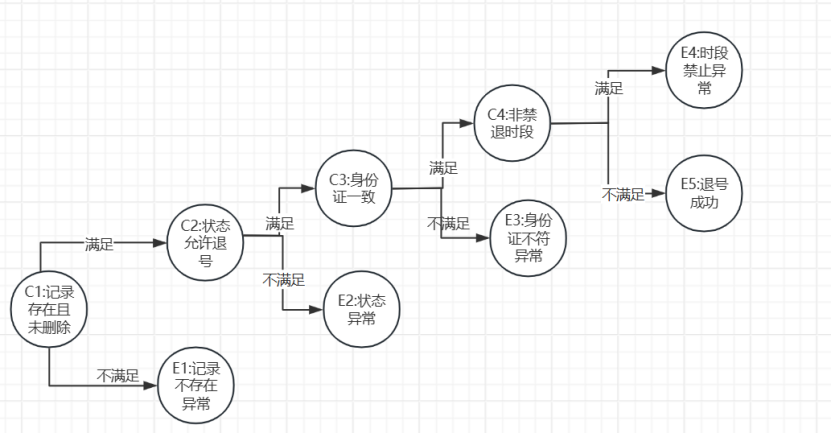 E4:时段
禁止异
常
满足
C4:非禁
退时段
满足
不满足
E5:退号
成功
C3:身份
证一致
满足
不满足
E3:身份
证不符
异常
C2:状态
允许退
号
满足
不满足
E2:状态
异常
C1:记录
存在且
未删除
不满足
E1:记录
不存在
异常